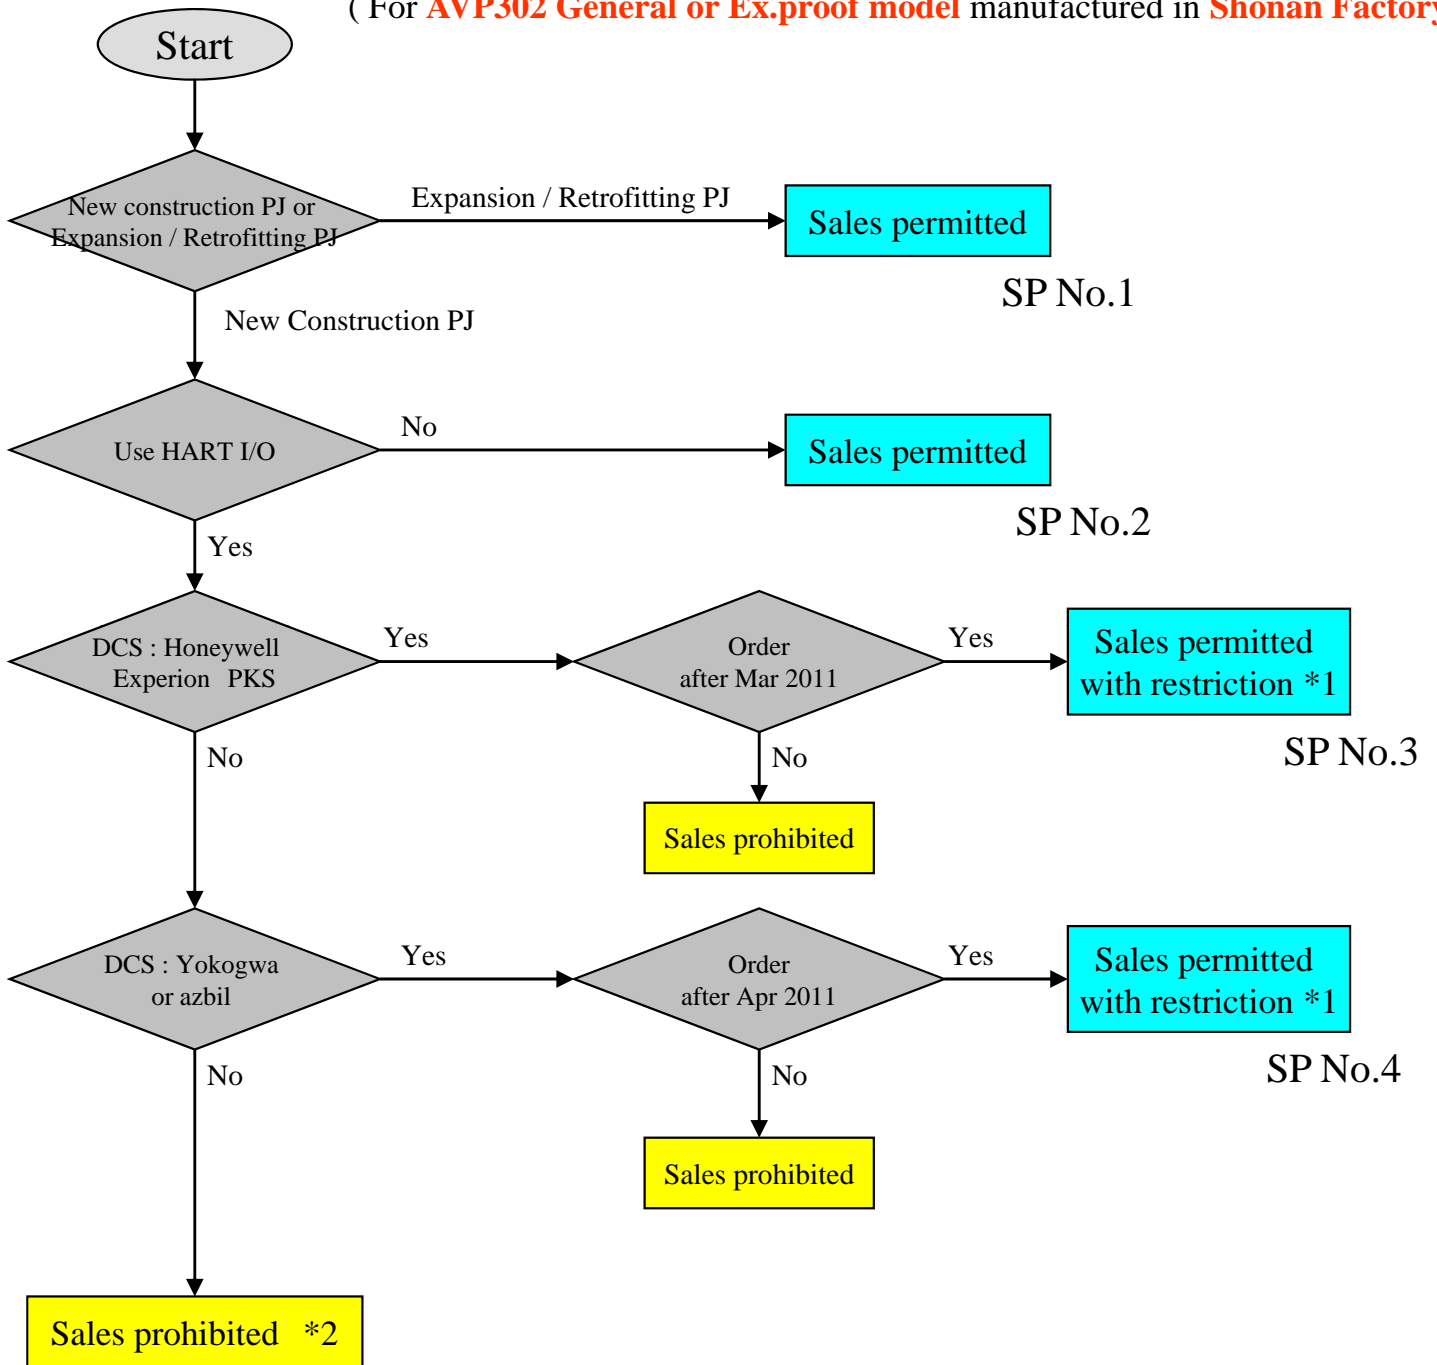 ( For AVP302 General or Ex.proof model manufactured in Shonan Factory
Start
New construction PJ or
Expansion / Retrofitting PJ
Expansion / Retrofitting PJ
Sales permitted
SP No.1
New Construction PJ
Use HART I/O
No
Sales permitted
SP No.2
Yes
DCS : Honeywell
Experion PKS
Yes
Order
after Mar 2011
Yes
Sales permitted
with restriction *1
SP No.3
No
No
Sales prohibited
DCS : Yokogwa
or azbil
Yes
Order
after Apr 2011
Yes
Sales permitted
with restriction *1
SP No.4
No
No
Sales prohibited
Sales prohibited *2